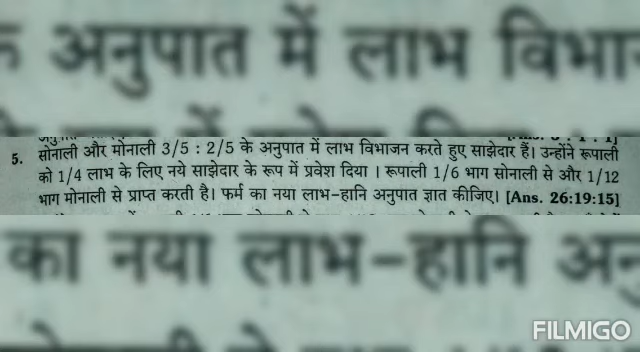 अनुपात में लाभ विभा
5. सोनाली और मोनाली 3/5 : 2/5 के अनुपात में लाभ विभाजन करते हुए साझेदार हैं। उन्होंने रूपाली
को 1/4 लाभ के लिए नये साझेदार के रूप में प्रवेश दिया । रूपाली 1/6 भाग सोनाली से और 1/12
भाग मोनाली से प्राप्त करती है। फर्म का नया लाभ-हानि अनुपात ज्ञात कीजिए। [Ans. 26:19:15]
का नया लाभ-हानि अनु
FILMIGO